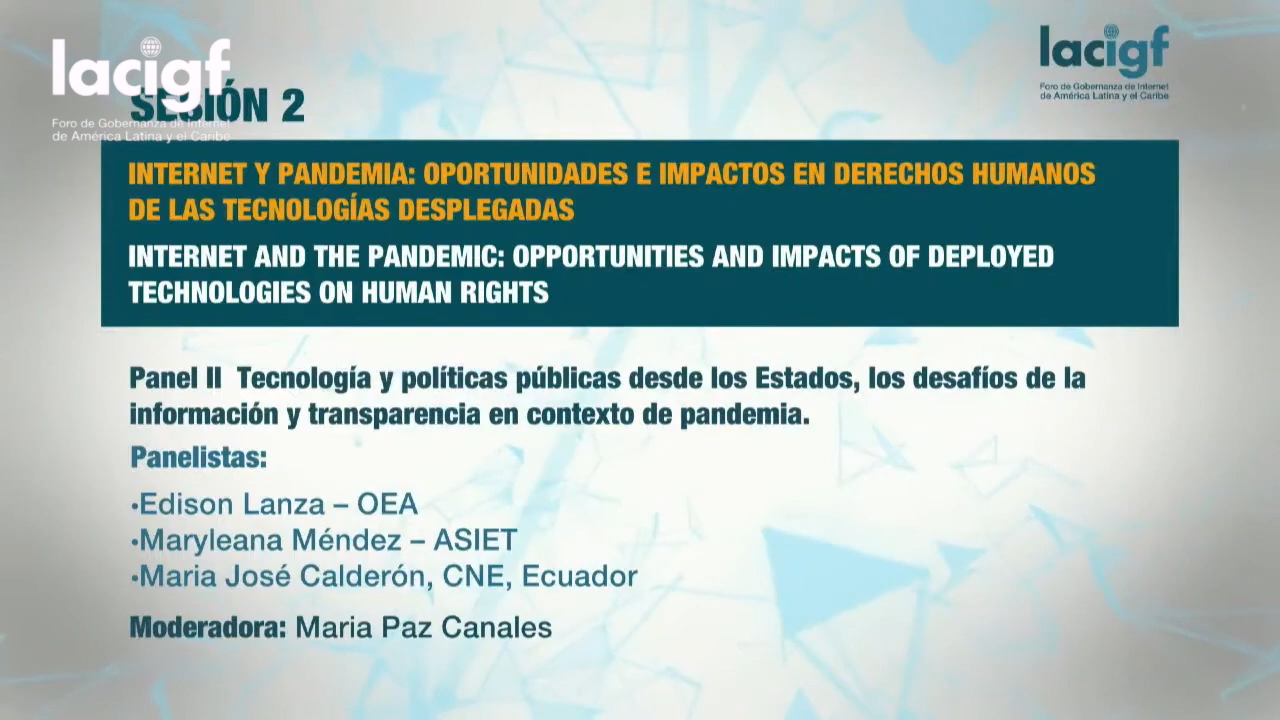 lacigf
Foro de Gobernanza de Internet
de América Latina y el Caribe
lacigf
Foro de Gobernanza de Internet
de América Latina y el Caribe
SESIÓN 2
INTERNET Y PANDEMIA: OPORTUNIDADES E IMPACTOS EN DERECHOS HUMANOS
DE LAS TECNOLOGÍAS DESPLEGADAS
INTERNET AND THE PANDEMIC: OPPORTUNITIES AND IMPACTS OF DEPLOYED
TECHNOLOGIES ON HUMAN RIGHTS
Panel II Tecnología y políticas públicas desde los Estados, los desafíos de la
información y transparencia en contexto de pandemia.
Panelistas:
•Edison Lanza – OEA
•Maryleana Méndez – ASIET
•Maria José Calderón, CNE, Ecuador
Moderadora: Maria Paz Canales